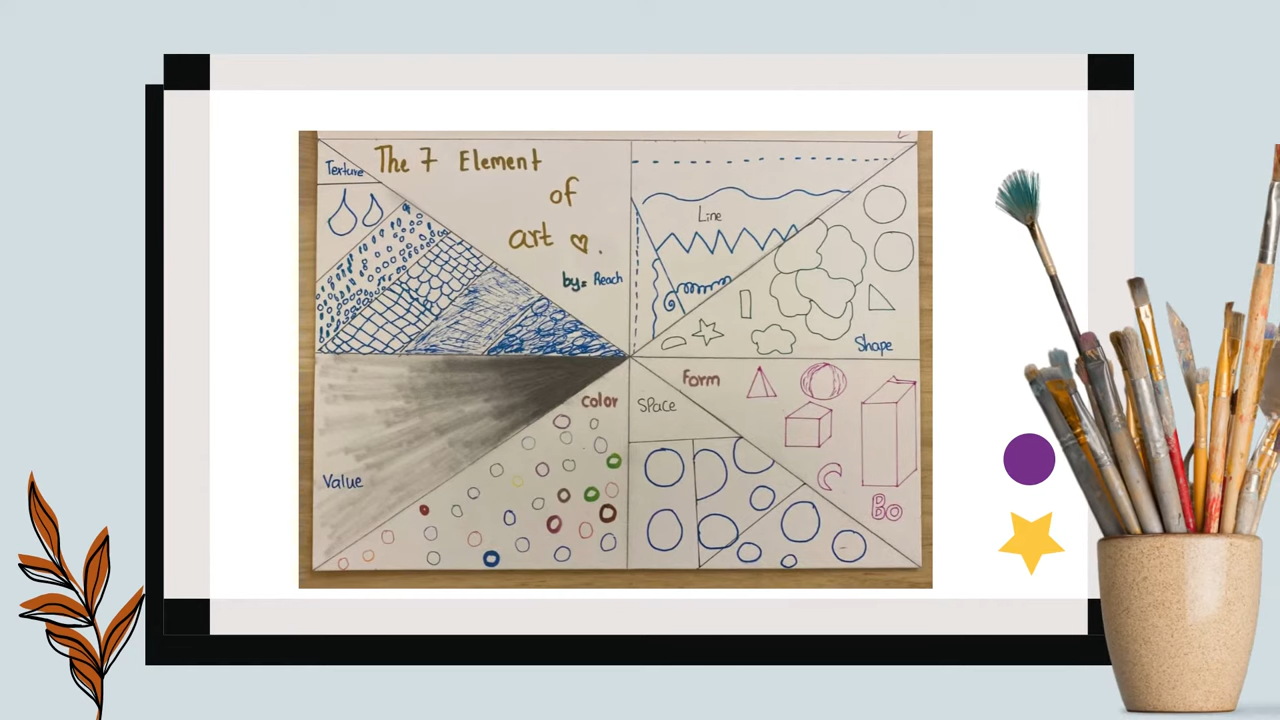 The 7 Element
of
art
by= Reach
Texture
Line
Shape
Form
Bo
Space
Color
Value